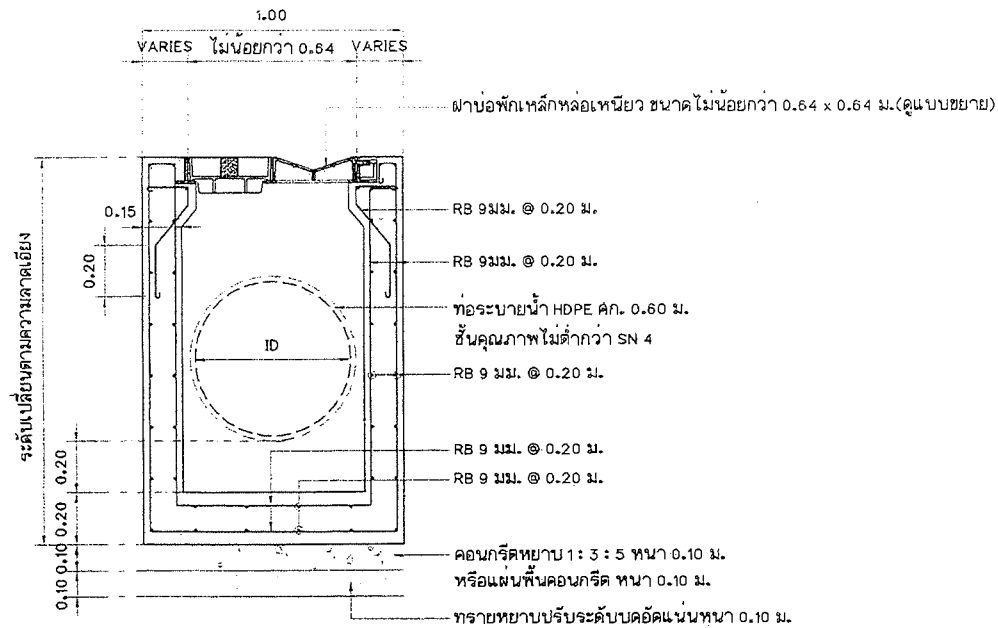 1.00
VARIES ไม่น้อยกว่า 0.64 VARIES
ฝาบ่อพักเหล็กหล่อเหนียว ขนาดไม่น้อยกว่า 0.64 x 0.64 ม.(ดูแบบขยาย)
RB 9มม. @ 0.20 ม.
0.15
RB 9มม. @ 0.20 ม.
0.20
ท่อระบายน้ำ HDPE ศก. 0.60 ม.
ชั้นคุณภาพไม่ต่ำกว่า SN 4
ID
RB 9 มม. @ 0.20 ม.
ระดับเปลี่ยนตามความลาดเอียง
0.20
RB 9 มม. @ 0.20 ม.
RB 9 มม. @ 0.20 ม.
0.20
0.10
คอนกรีตหยาบ 1: 3 : 5 หนา 0.10 ม.
หรือแผ่นพื้นคอนกรีต หนา 0.10 ม.
0.10
ทรายหยาบปรับระดับบดอัดแน่นหนา 0.10 ม.